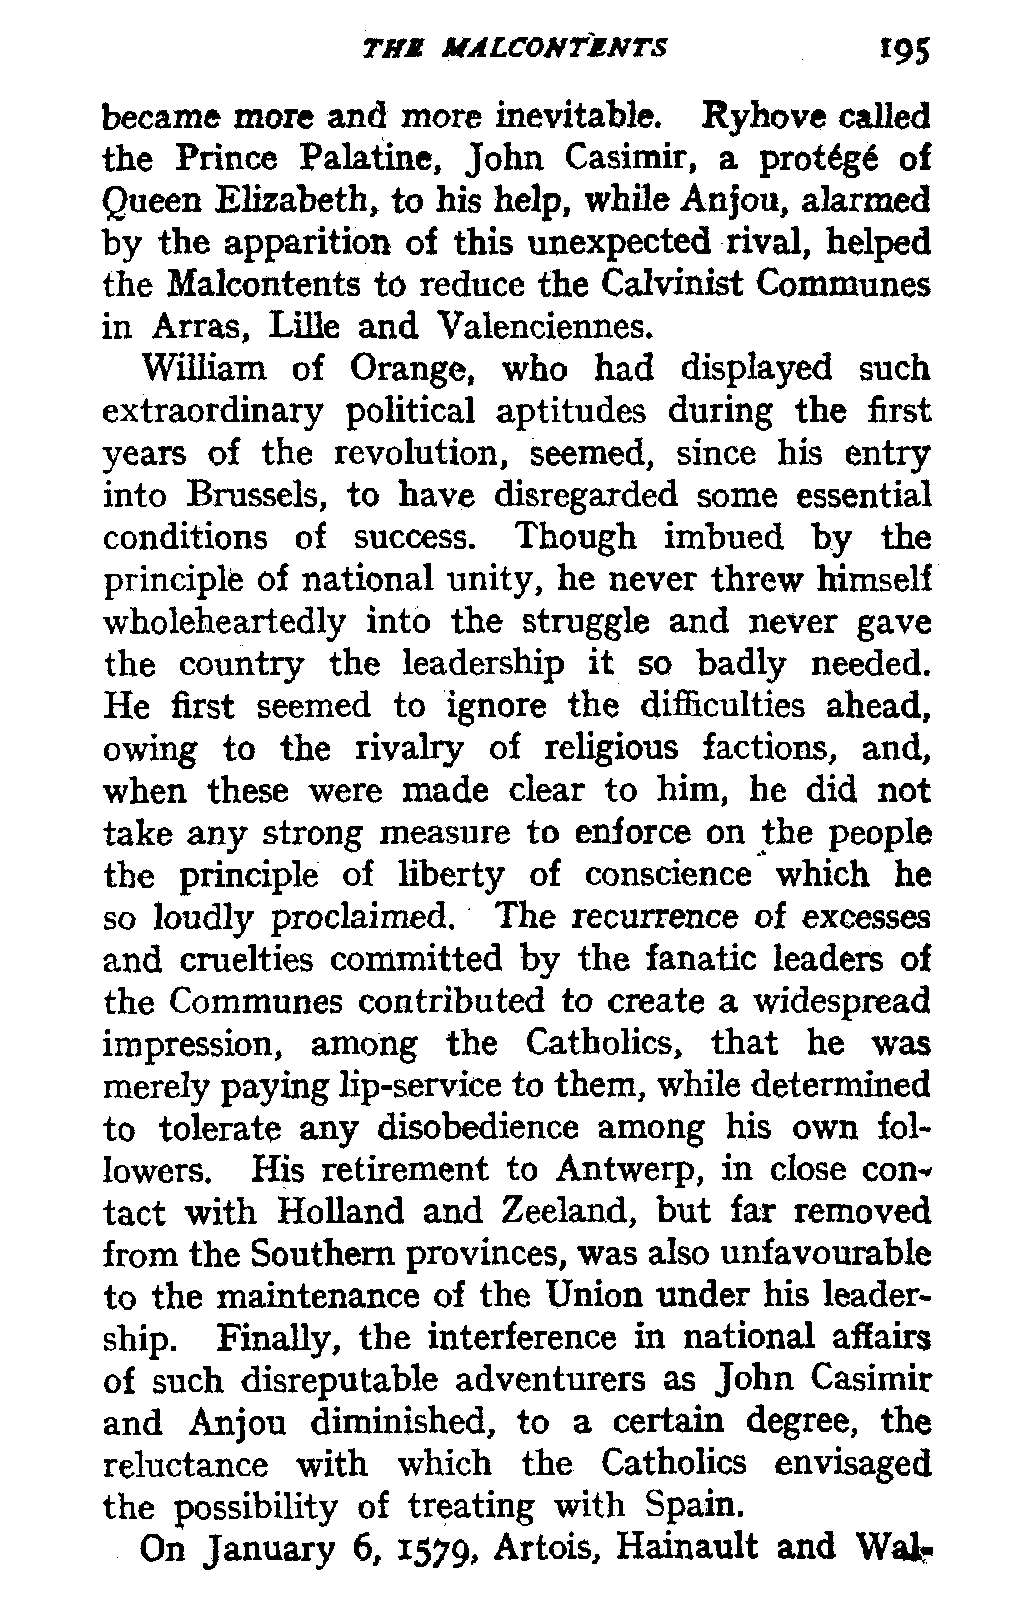 THE MALCONTENTS 195
became more and more inevitable. Ryhove called
the Prince Palatine, John Casimir, a protégé of
Queen Elizabeth, to his help, while Anjou, alarmed
by the apparition of this unexpected rival, helped
the Malcontents to reduce the Calvinist Communes
in Arras, Lille and Valenciennes.
William of Orange, who had displayed such
extraordinary political aptitudes during the first
years of the revolution, seemed, since his entry
into Brussels, to have disregarded some essential
conditions of success. Though imbued by the
principle of national unity, he never threw himself
wholeheartedly into the struggle and never gave
the country the leadership it so badly needed.
He first seemed to ignore the difficulties ahead,
owing to the rivalry of religious factions, and,
when these were made clear to him, he did not
take any strong measure to enforce on the people
the principle of liberty of conscience which he
so loudly proclaimed. The recurrence of excesses
and cruelties committed by the fanatic leaders of
the Communes contributed to create a widespread
impression, among the Catholics, that he was
merely paying lip-service to them, while determined
to tolerate any disobedience among his own fol-
lowers. His retirement to Antwerp, in close con-
tact with Holland and Zeeland, but far removed
from the Southern provinces, was also unfavourable
to the maintenance of the Union under his leader-
ship. Finally, the interference in national affairs
of such disreputable adventurers as John Casimir
and Anjou diminished, to a certain degree, the
reluctance with which the Catholics envisaged
the possibility of treating with Spain.
On January 6, 1579, Artois, Hainault and Wal-